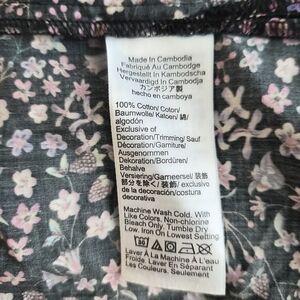 Made In Cambodia
Fabriqué Au Cambodge
Hergestellt In Kambodscha
Vervaardigd In Cambodja
カンボジア製
hecho en camboya
100% Cotton/ Coton/
Baumwolle/ Katoen/ 綿/
algodón
Exclusive of
Decoration/Trimming/ Sauf
Décoration/ Garniture/
Ausgenommen
Dekoration/Bordüren/
Behalve
Versiering/Garneersel/ 装飾
部分を除く/ 装飾/ exclusivo
de la decoración/costura
decorativa
Machine Wash Cold. With
Like Colors. Non-chlorine
Bleach Only. Tumble Dry
Low. Iron On Lowest Setting
Laver À La Machine À L'eau
Froide. Laver En Séparant
Les Couleurs. Seulement